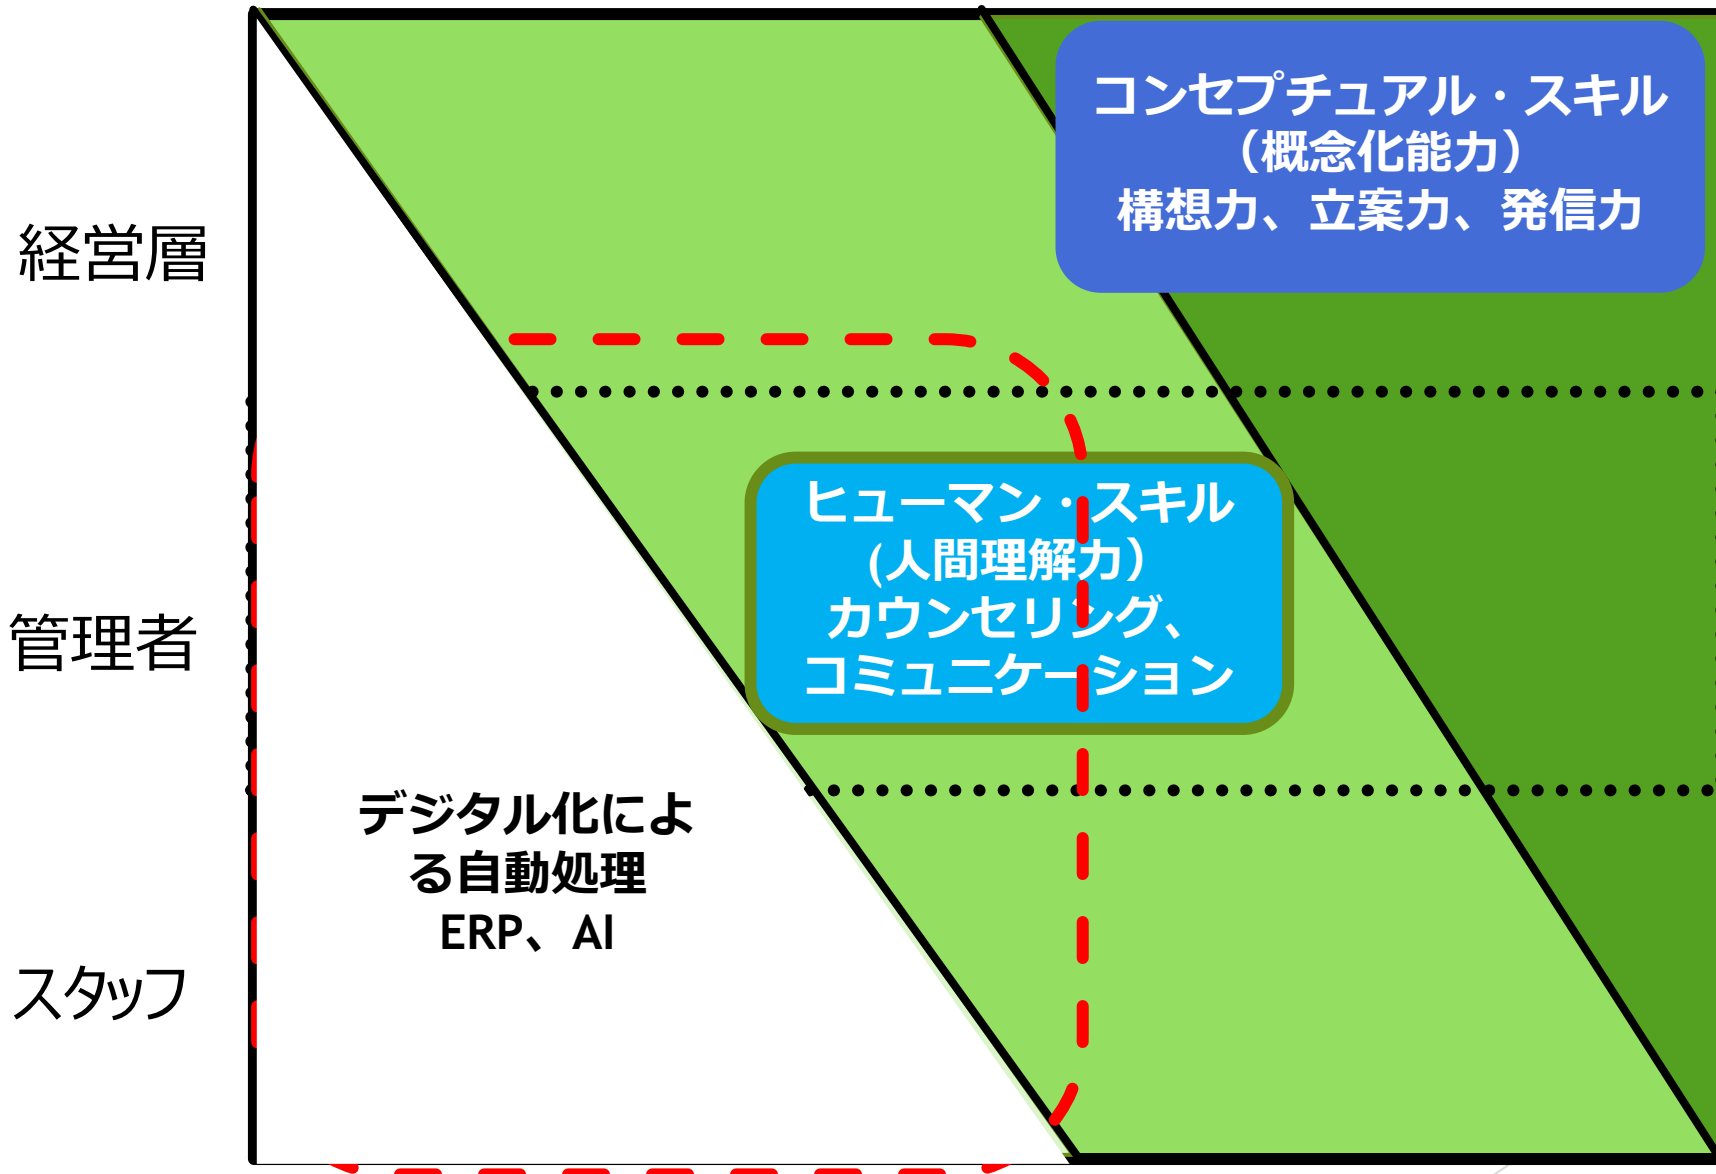 コンセプチュアル・スキル
（概念化能力）
構想力、立案力、発信力
経営層
ヒューマン・スキル
(人間理解力）
カウンセリング、
コミュニケーション
管理者
デジタル化によ
る自動処理
ERP、AI
スタッフ